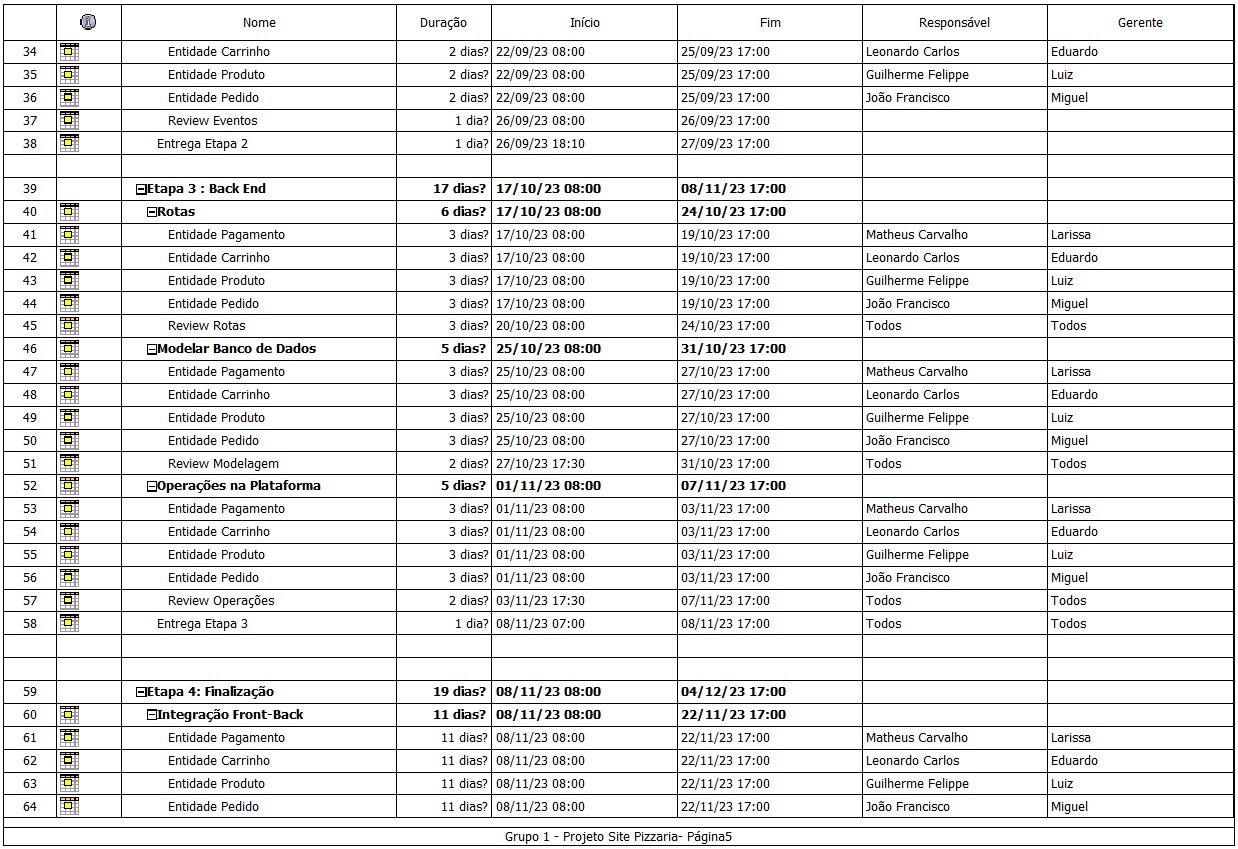 Nome Duração Início Fim Responsável Gerente
34 Entidade Carrinho 2 dias? 22/09/23 08:00 25/09/23 17:00 Leonardo Carlos Eduardo
35 Entidade Produto 2 dias? 22/09/23 08:00 25/09/23 17:00 Guilherme Felippe Luiz
36 Entidade Pedido 2 dias? 22/09/23 08:00 25/09/23 17:00 João Francisco Miguel
37 Review Eventos 1 dia? 26/09/23 08:00 26/09/23 17:00
38 Entrega Etapa 2 1 dia? 26/09/23 18:10 27/09/23 17:00
39 Etapa 3 : Back End 17 dias? 17/10/23 08:00 08/11/23 17:00
40 Rotas 6 dias? 17/10/23 08:00 24/10/23 17:00
41 Entidade Pagamento 3 dias? 17/10/23 08:00 19/10/23 17:00 Matheus Carvalho Larissa
42 Entidade Carrinho 3 dias? 17/10/23 08:00 19/10/23 17:00 Leonardo Carlos Eduardo
43 Entidade Produto 3 dias? 17/10/23 08:00 19/10/23 17:00 Guilherme Felippe Luiz
44 Entidade Pedido 3 dias? 17/10/23 08:00 19/10/23 17:00 João Francisco Miguel
45 Review Rotas 3 dias? 20/10/23 08:00 24/10/23 17:00 Todos Todos
46 Modelar Banco de Dados 5 dias? 25/10/23 08:00 31/10/23 17:00
47 Entidade Pagamento 3 dias? 25/10/23 08:00 27/10/23 17:00 Matheus Carvalho Larissa
48 Entidade Carrinho 3 dias? 25/10/23 08:00 27/10/23 17:00 Leonardo Carlos Eduardo
49 Entidade Produto 3 dias? 25/10/23 08:00 27/10/23 17:00 Guilherme Felippe Luiz
50 Entidade Pedido 3 dias? 25/10/23 08:00 27/10/23 17:00 João Francisco Miguel
51 Review Modelagem 2 dias? 27/10/23 17:30 31/10/23 17:00 Todos Todos
52 Operações na Plataforma 5 dias? 01/11/23 08:00 07/11/23 17:00
53 Entidade Pagamento 3 dias? 01/11/23 08:00 03/11/23 17:00 Matheus Carvalho Larissa
54 Entidade Carrinho 3 dias? 01/11/23 08:00 03/11/23 17:00 Leonardo Carlos Eduardo
55 Entidade Produto 3 dias? 01/11/23 08:00 03/11/23 17:00 Guilherme Felippe Luiz
56 Entidade Pedido 3 dias? 01/11/23 08:00 03/11/23 17:00 João Francisco Miguel
57 Review Operações 2 dias? 03/11/23 17:30 07/11/23 17:00 Todos Todos
58 Entrega Etapa 3 1 dia? 08/11/23 07:00 08/11/23 17:00 Todos Todos
59 Etapa 4: Finalização 19 dias? 08/11/23 08:00 04/12/23 17:00
60 Integração Front-Back 11 dias? 08/11/23 08:00 22/11/23 17:00
61 Entidade Pagamento 11 dias? 08/11/23 08:00 22/11/23 17:00 Matheus Carvalho Larissa
62 Entidade Carrinho 11 dias? 08/11/23 08:00 22/11/23 17:00 Leonardo Carlos Eduardo
63 Entidade Produto 11 dias? 08/11/23 08:00 22/11/23 17:00 Guilherme Felippe Luiz
64 Entidade Pedido 11 dias? 08/11/23 08:00 22/11/23 17:00 João Francisco Miguel
Grupo 1 - Projeto Site Pizzaria- Página5